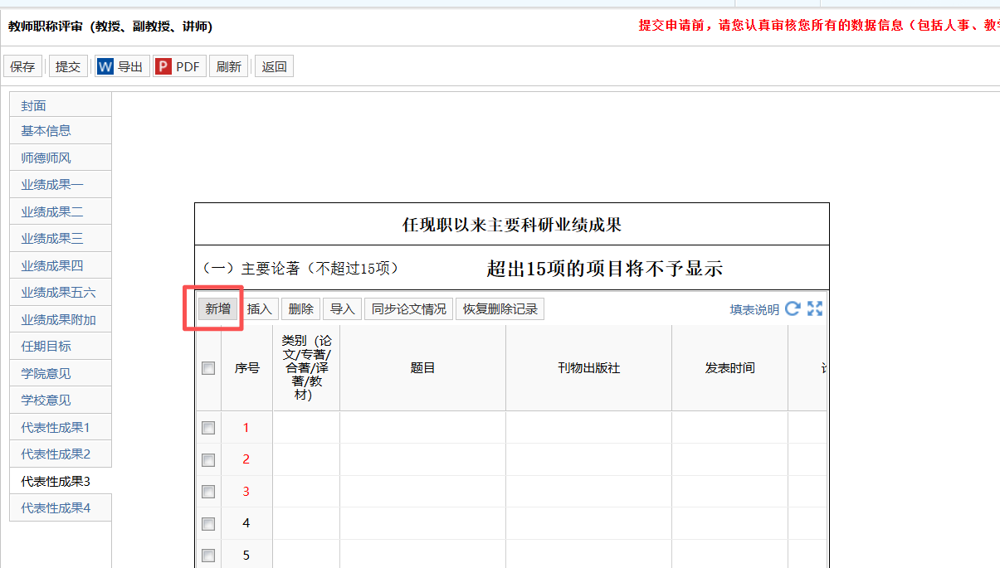 教师职称评审（教授、副教授、讲师）
提交申请前，请您认真审核您所有的数据信息（包括人事、教
保存 提交 W 导出 P PDF 刷新 返回
封面
基本信息
师德师风
业绩成果一
业绩成果二
业绩成果三
业绩成果四
业绩成果五六
业绩成果附加
任期目标
学院意见
学校意见
代表性成果1
代表性成果2
代表性成果3
代表性成果4
任现职以来主要科研业绩成果
（一）主要论著（不超过15项） 超出15项的项目将不予显示
新增 插入 删除 导入 同步论文情况 恢复删除记录 填表说明
序号 类别（论文/专著/合著/译著/教材） 题目 刊物出版社 发表时间
1
2
3
4
5